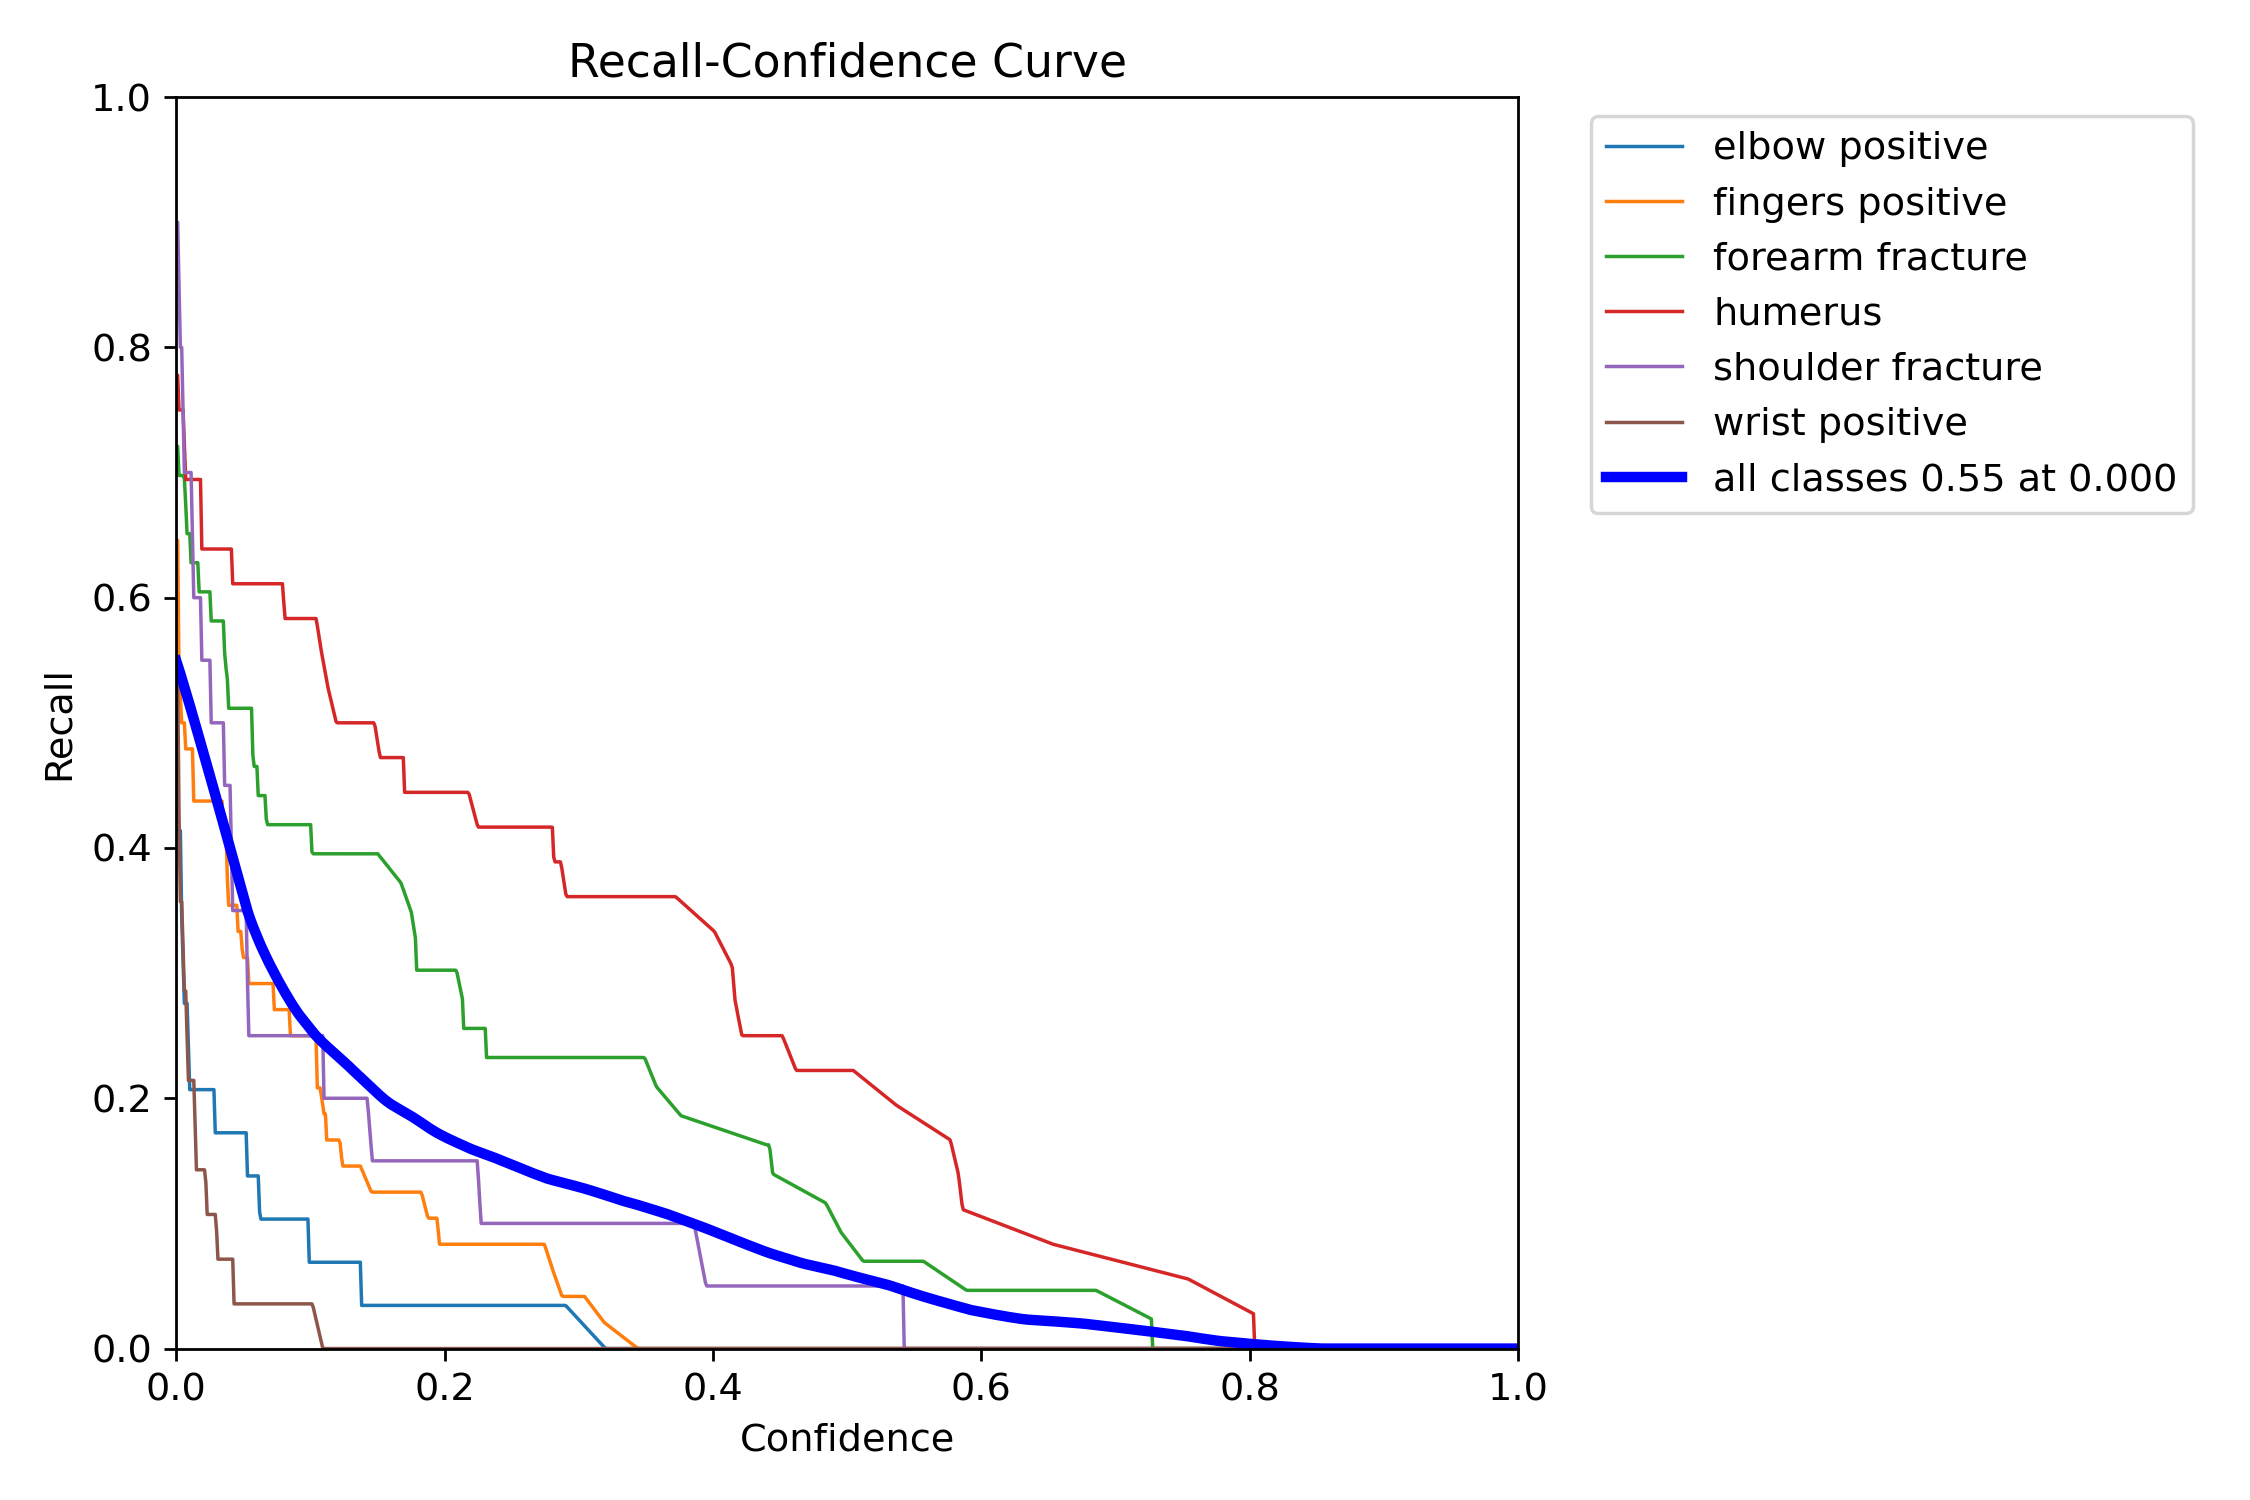 Recall-Confidence Curve
1.0
0.8
0.6
0.4
0.2
0.0
Recall
0.0 0.2 0.4 0.6 0.8 1.0
Confidence
elbow positive
fingers positive
forearm fracture
humerus
shoulder fracture
wrist positive
all classes 0.55 at 0.000